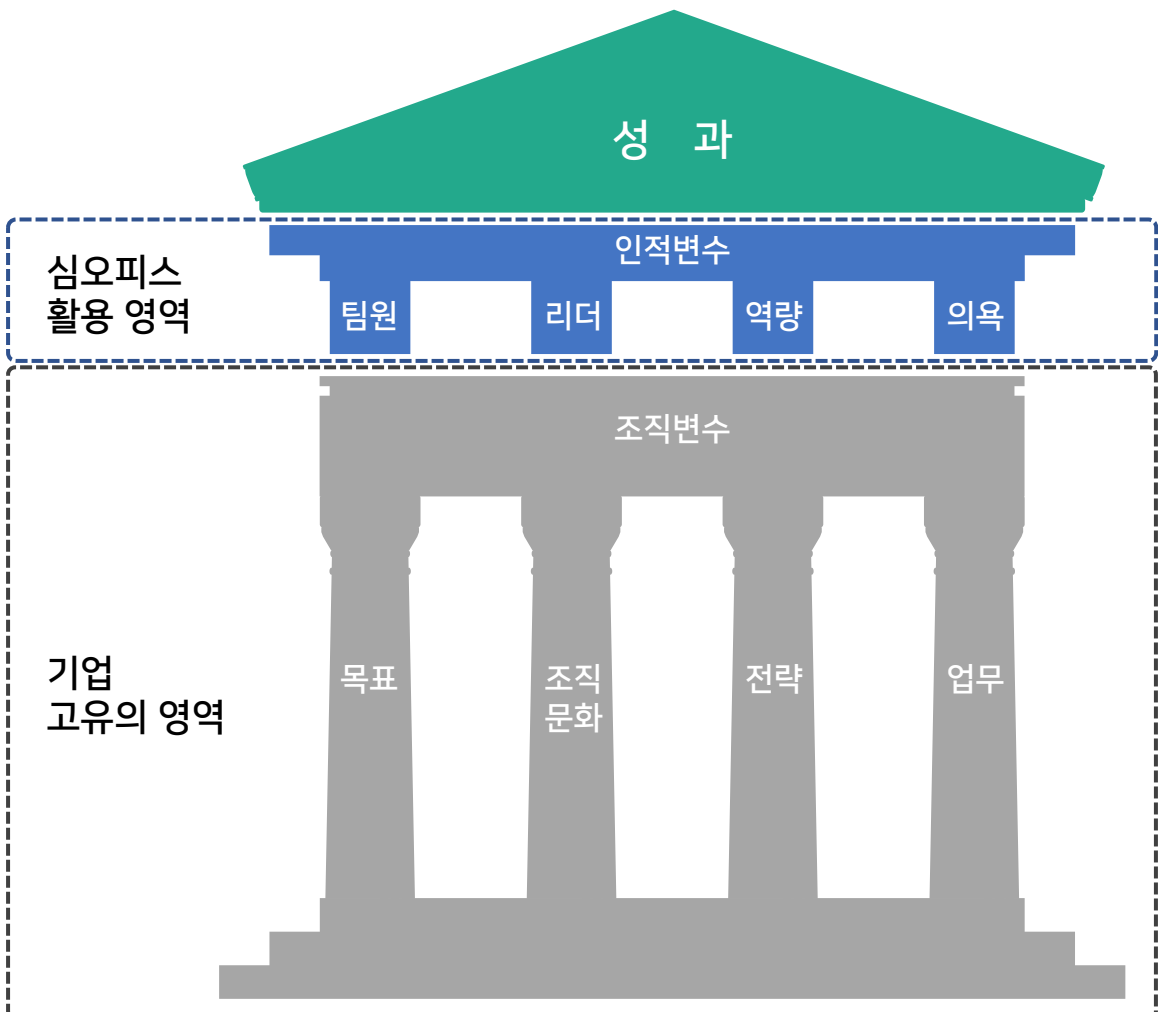 성 과
심오피스
활용 영역
인적변수
팀원
리더
역량
의욕
조직변수
기업
고유의 영역
목표
조직
문화
전략
업무